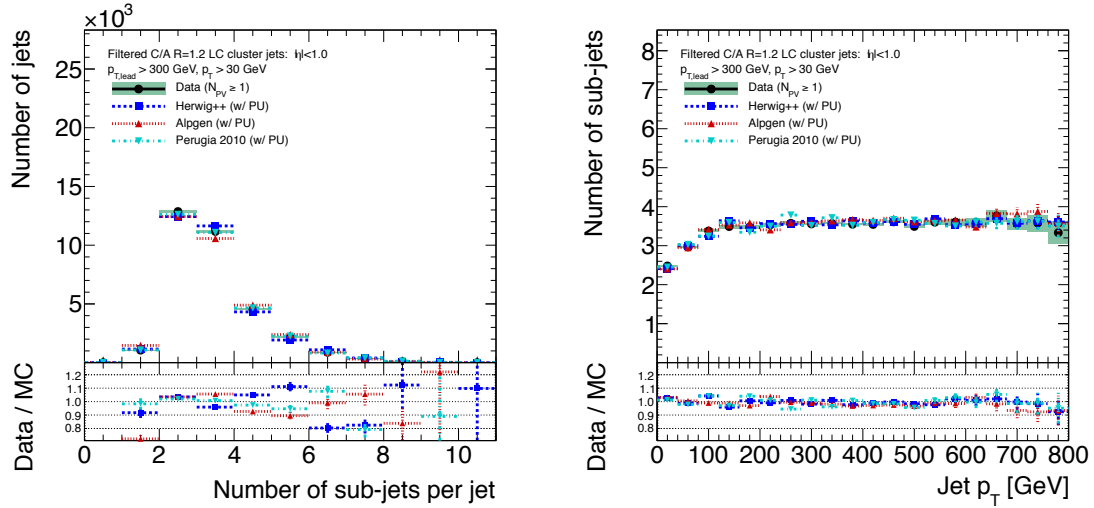 ×10³
Number of jets
25
20
15
10
5
Filtered C/A R=1.2 LC cluster jets: |η|<1.0
p_T,lead > 300 GeV, p_T > 30 GeV
Data (N_PV ≥ 1)
Herwig++ (w/ PU)
Alpgen (w/ PU)
Perugia 2010 (w/ PU)
Data / MC
1.2
1.1
1.0
0.9
0.8
0 2 4 6 8 10
Number of sub-jets per jet
Number of sub-jets
8
7
6
5
4
3
2
1
Filtered C/A R=1.2 LC cluster jets: |η|<1.0
p_T,lead > 300 GeV, p_T > 30 GeV
Data (N_PV ≥ 1)
Herwig++ (w/ PU)
Alpgen (w/ PU)
Perugia 2010 (w/ PU)
Data / MC
1.2
1.1
1.0
0.9
0.8
0 100 200 300 400 500 600 700 800
Jet p_T [GeV]